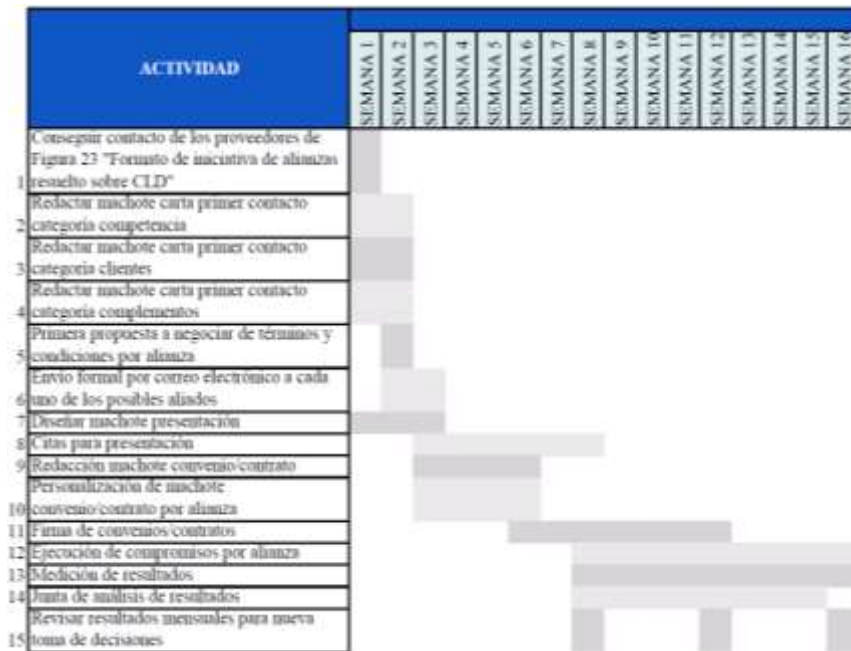 ACTIVIDAD
SEMANA 1
SEMANA 2
SEMANA 3
SEMANA 4
SEMANA 5
SEMANA 6
SEMANA 7
SEMANA 8
SEMANA 9
SEMANA 10
SEMANA 11
SEMANA 12
SEMANA 13
SEMANA 14
SEMANA 15
SEMANA 16
Conseguir contacto de los proveedores de
Figura 23 "Formato de iniciativa de alianzas
1 resuelto sobre CLD"
Redactar machote carta primer contacto
2 categoría competencia
Redactar machote carta primer contacto
3 categoría clientes
Redactar machote carta primer contacto
4 categoría complementos
Primera propuesta a negociar de términos y
5 condiciones por alianza
Envío formal por correo electrónico a cada
6 uno de los posibles aliados
7 Diseñar machote presentación
8 Citas para presentación
9 Redacción machote convenio/contrato
Personalización de machote
10 convenio/contrato por alianza
11 Firma de convenios/contratos
12 Ejecución de compromisos por alianza
13 Medición de resultados
14 Junta de análisis de resultados
Revisar resultados mensuales para nueva
15 toma de decisiones